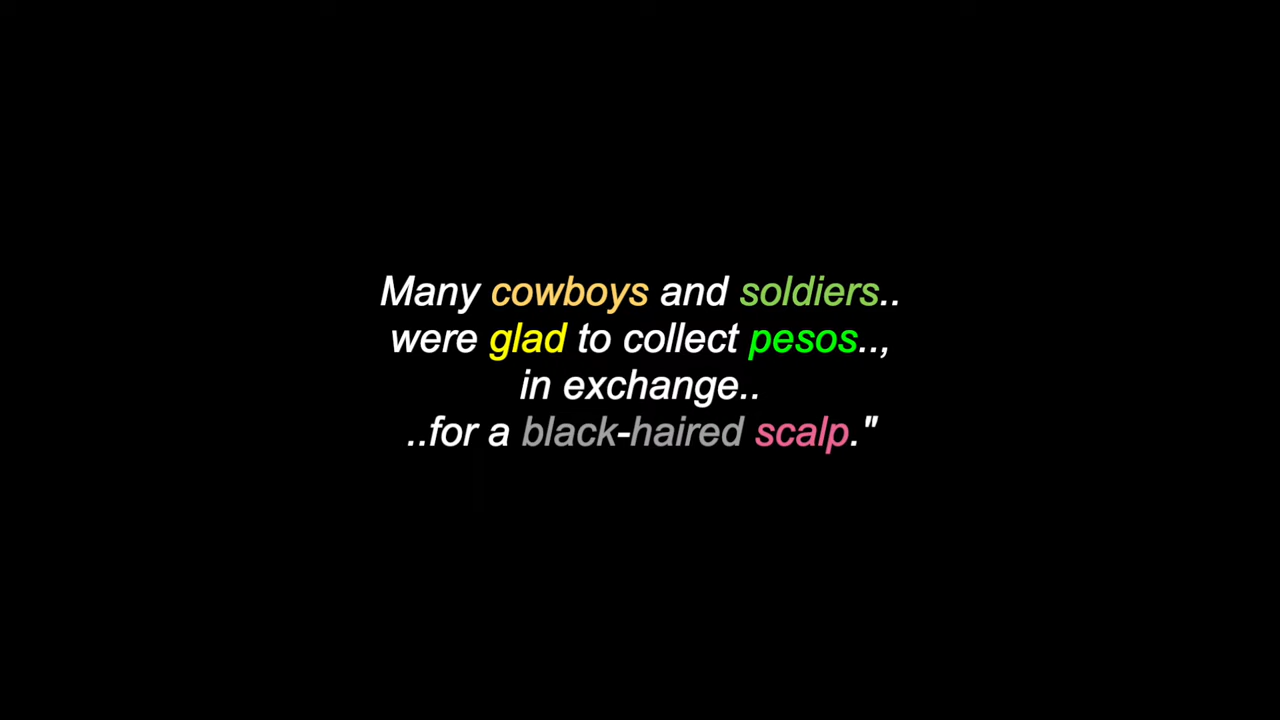 Many cowboys and soldiers..
were glad to collect pesos..,
in exchange..
..for a black-haired scalp."